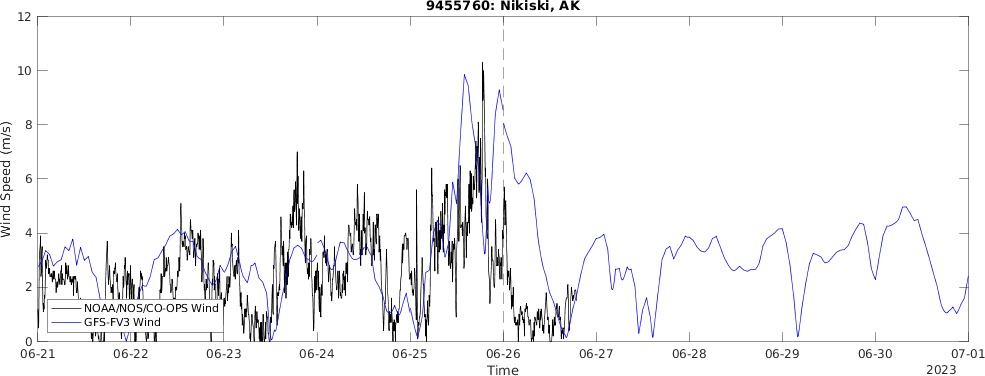 9455760: Nikiski, AK
Wind Speed (m/s)
12
10
8
6
4
2
0
NOAA/NOS/CO-OPS Wind
GFS-FV3 Wind
06-21 06-22 06-23 06-24 06-25 06-26 06-27 06-28 06-29 06-30 07-01
Time
2023